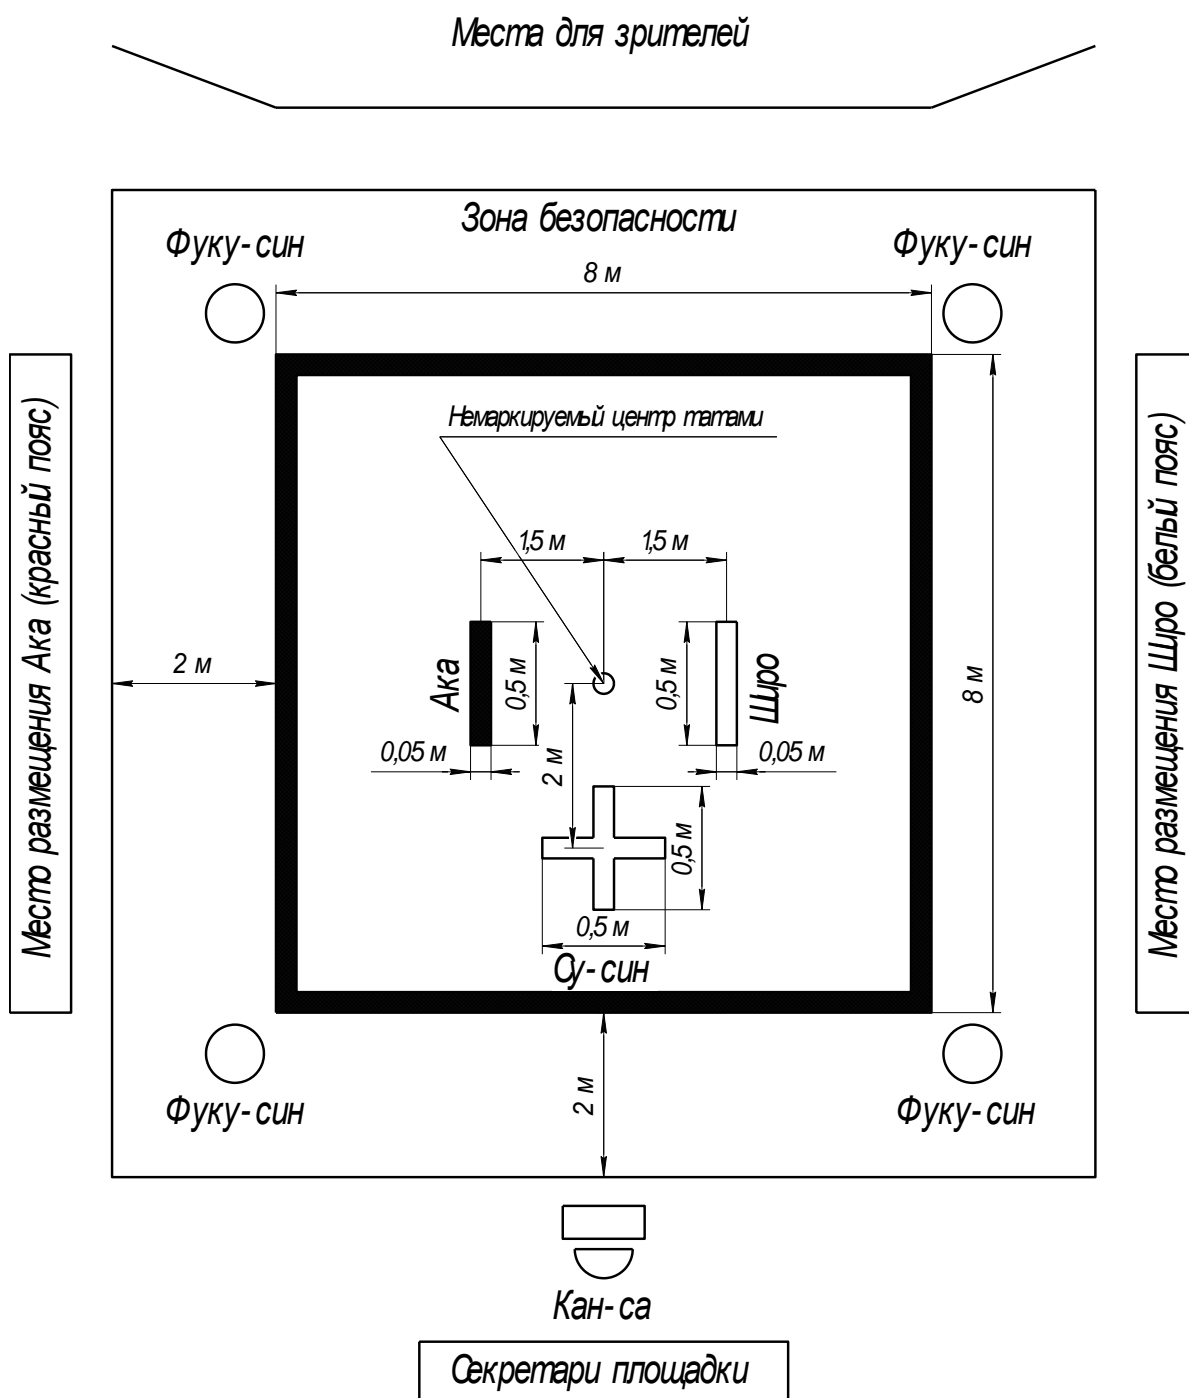 Места для зрителей
Зона безопасности
Фуку-син
Фуку-син
8 м
Немаркируемый центр татами
1,5 м
1,5 м
Место размещения Ака (красный пояс)
Место размещения Широ (белый пояс)
2 м
Ака
0,5 м
0,5 м
Широ
8 м
0,05 м
2 м
0,05 м
0,5 м
0,5 м
Су-син
2 м
Фуку-син
Фуку-син
Кан-са
Секретари площадки